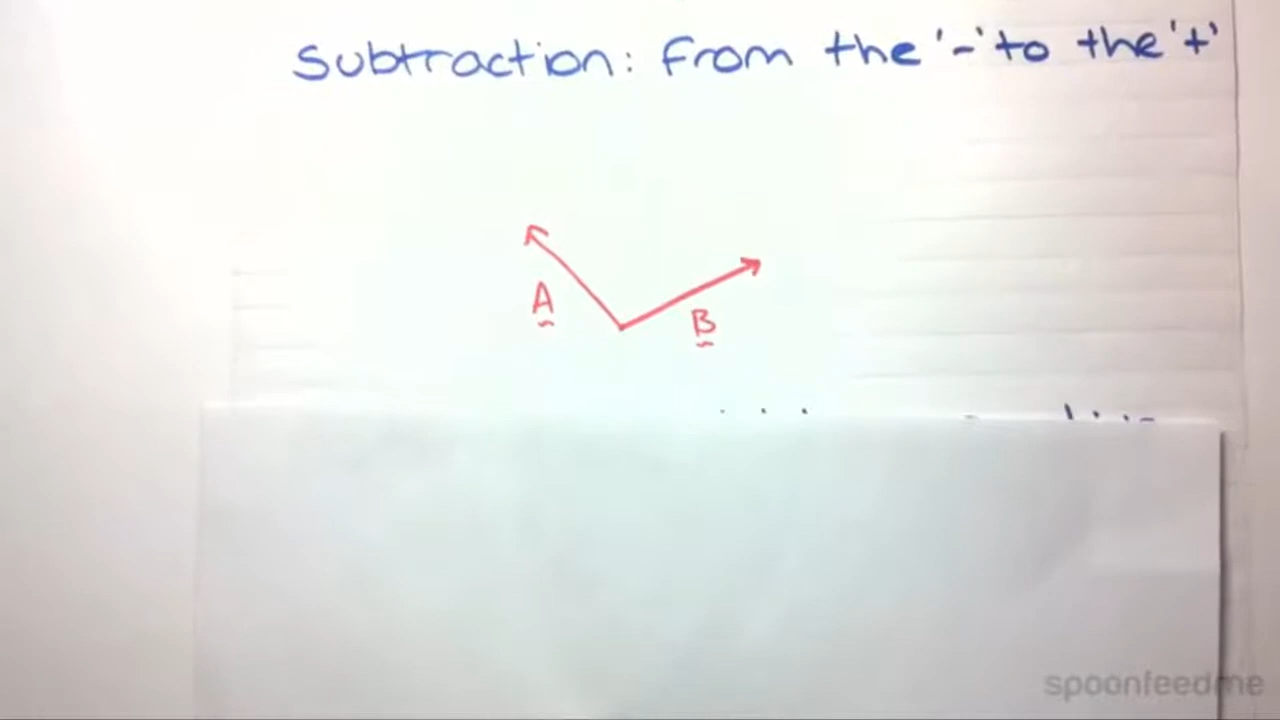 Subtraction: from the '-' to the '+'
A
B
spoonfeedme